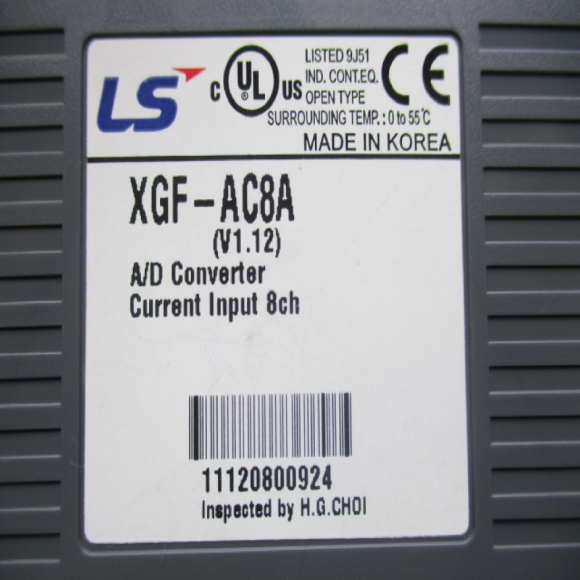 LS
c UL ® US
LISTED 9J51
IND. CONT.EQ.
OPEN TYPE
CE
SURROUNDING TEMP.: 0 to 55℃
MADE IN KOREA
XGF-AC8A
(V1.12)
A/D Converter
Current Input 8ch
11120800924
Inspected by H.G.CHOI